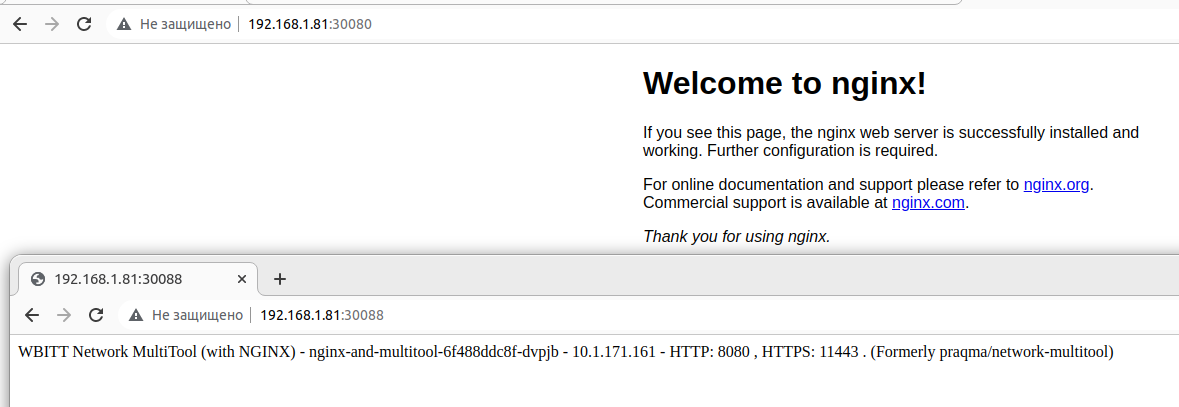 Не защищено 192.168.1.81:30080
Welcome to nginx!
If you see this page, the nginx web server is successfully installed and
working. Further configuration is required.
For online documentation and support please refer to nginx.org.
Commercial support is available at nginx.com.
Thank you for using nginx.
192.168.1.81:30088
Не защищено 192.168.1.81:30088
WBITT Network MultiTool (with NGINX) - nginx-and-multitool-6f488ddc8f-dvpjb - 10.1.171.161 - HTTP: 8080 , HTTPS: 11443 . (Formerly praqma/network-multitool)